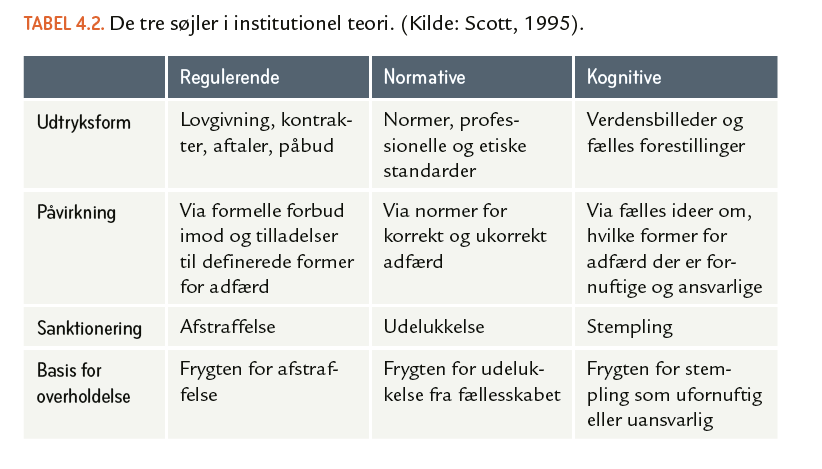 TABEL 4.2. De tre søjler i institutionel teori. (Kilde: Scott, 1995).
Regulerende
Normative
Kognitive
Udtryksform
Lovgivning, kontrak-
ter, aftaler, påbud
Normer, profes-
sionelle og etiske
standarder
Verdensbilleder og
fælles forestillinger
Påvirkning
Via formelle forbud
imod og tilladelser
til definerede former
for adfærd
Via normer for
korrekt og ukorrekt
adfærd
Via fælles ideer om,
hvilke former for
adfærd der er for-
nuftige og ansvarlige
Sanktionering
Afstraffelse
Udelukkelse
Stempling
Basis for
overholdelse
Frygten for afstraf-
felse
Frygten for udeluk-
kelse fra fællesskabet
Frygten for stem-
pling som ufornuftig
eller uansvarlig